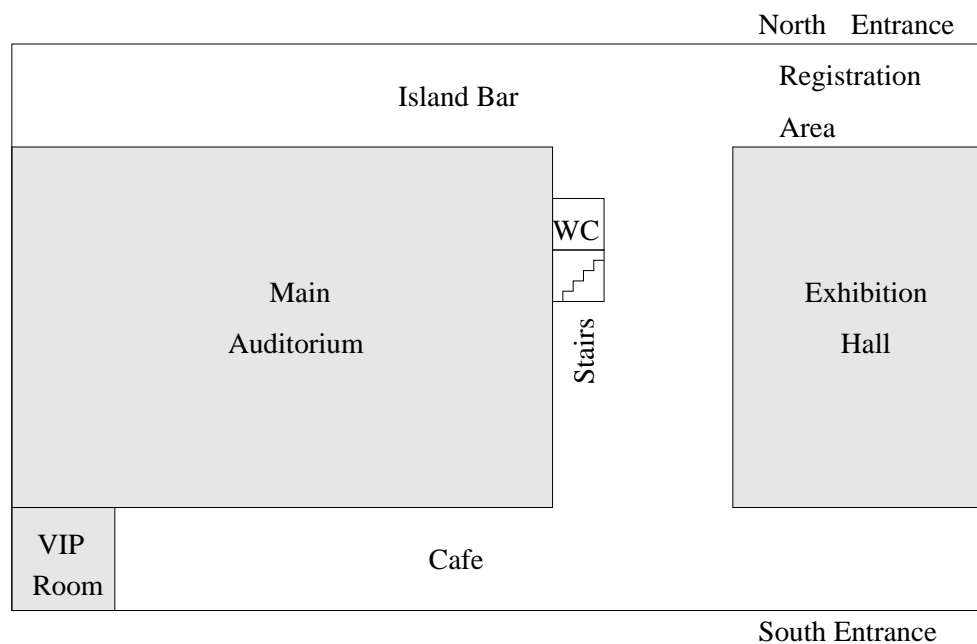 North Entrance
Registration
Area
Island Bar
WC
Stairs
Main
Auditorium
Exhibition
Hall
VIP
Room
Cafe
South Entrance